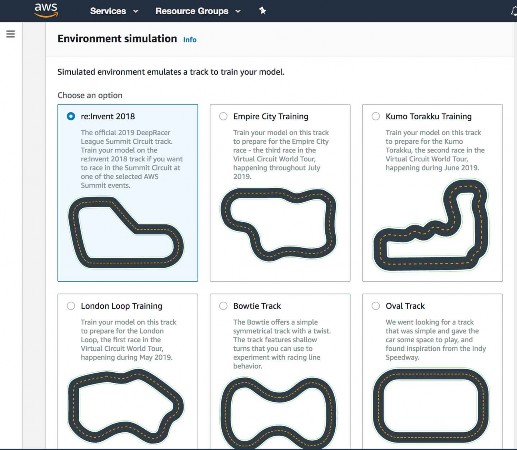 aws Services Resource Groups
Environment simulation Info
Simulated environment emulates a track to train your model.
Choose an option
re:Invent 2018
The official 2019 DeepRacer
League Summit Circuit track.
Train your model on the
re:Invent 2018 track if you want
to race in the Summit Circuit at
one of the selected AWS
Summit events.
Empire City Training
Train your model on this track
to prepare for the Empire City
race - the third race in the
Virtual Circuit World Tour,
happening throughout July
2019.
Kumo Torakku Training
Train your model on this track
to prepare for the Kumo
Torakku, the second race in the
Virtual Circuit World Tour,
happening during June 2019.
London Loop Training
Train your model on this track
to prepare for the London
Loop, the first race in the
Virtual Circuit World Tour,
happening during May 2019.
Bowtie Track
The Bowtie offers a simple
symmetrical track with a twist.
The track features shallow
turns that you can use to
experiment with racing line
behavior.
Oval Track
We went looking for a track
that was simple and gave the
car some space to play, and
found inspiration from the Indy
Speedway.